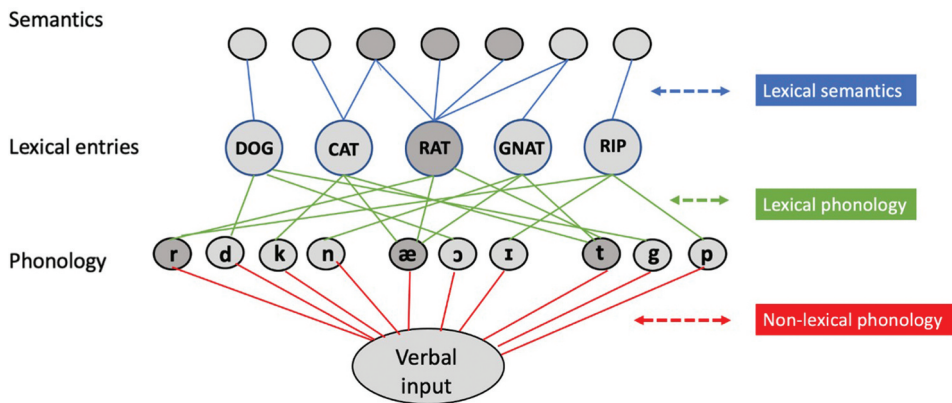 Semantics
Lexical semantics
Lexical entries
DOG
CAT
RAT
GNAT
RIP
Lexical phonology
Phonology
r
d
k
n
æ
ɔ
ɪ
t
g
p
Non-lexical phonology
Verbal
input